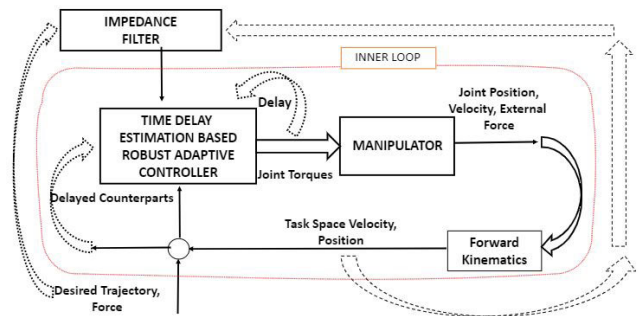 IMPEDANCE
FILTER
INNER LOOP
Delay
Joint Position,
Velocity, External
Force
TIME DELAY
ESTIMATION BASED
ROBUST ADAPTIVE
CONTROLLER
MANIPULATOR
Joint Torques
Delayed Counterparts
Task Space Velocity,
Position
Forward
Kinematics
Desired Trajectory,
Force